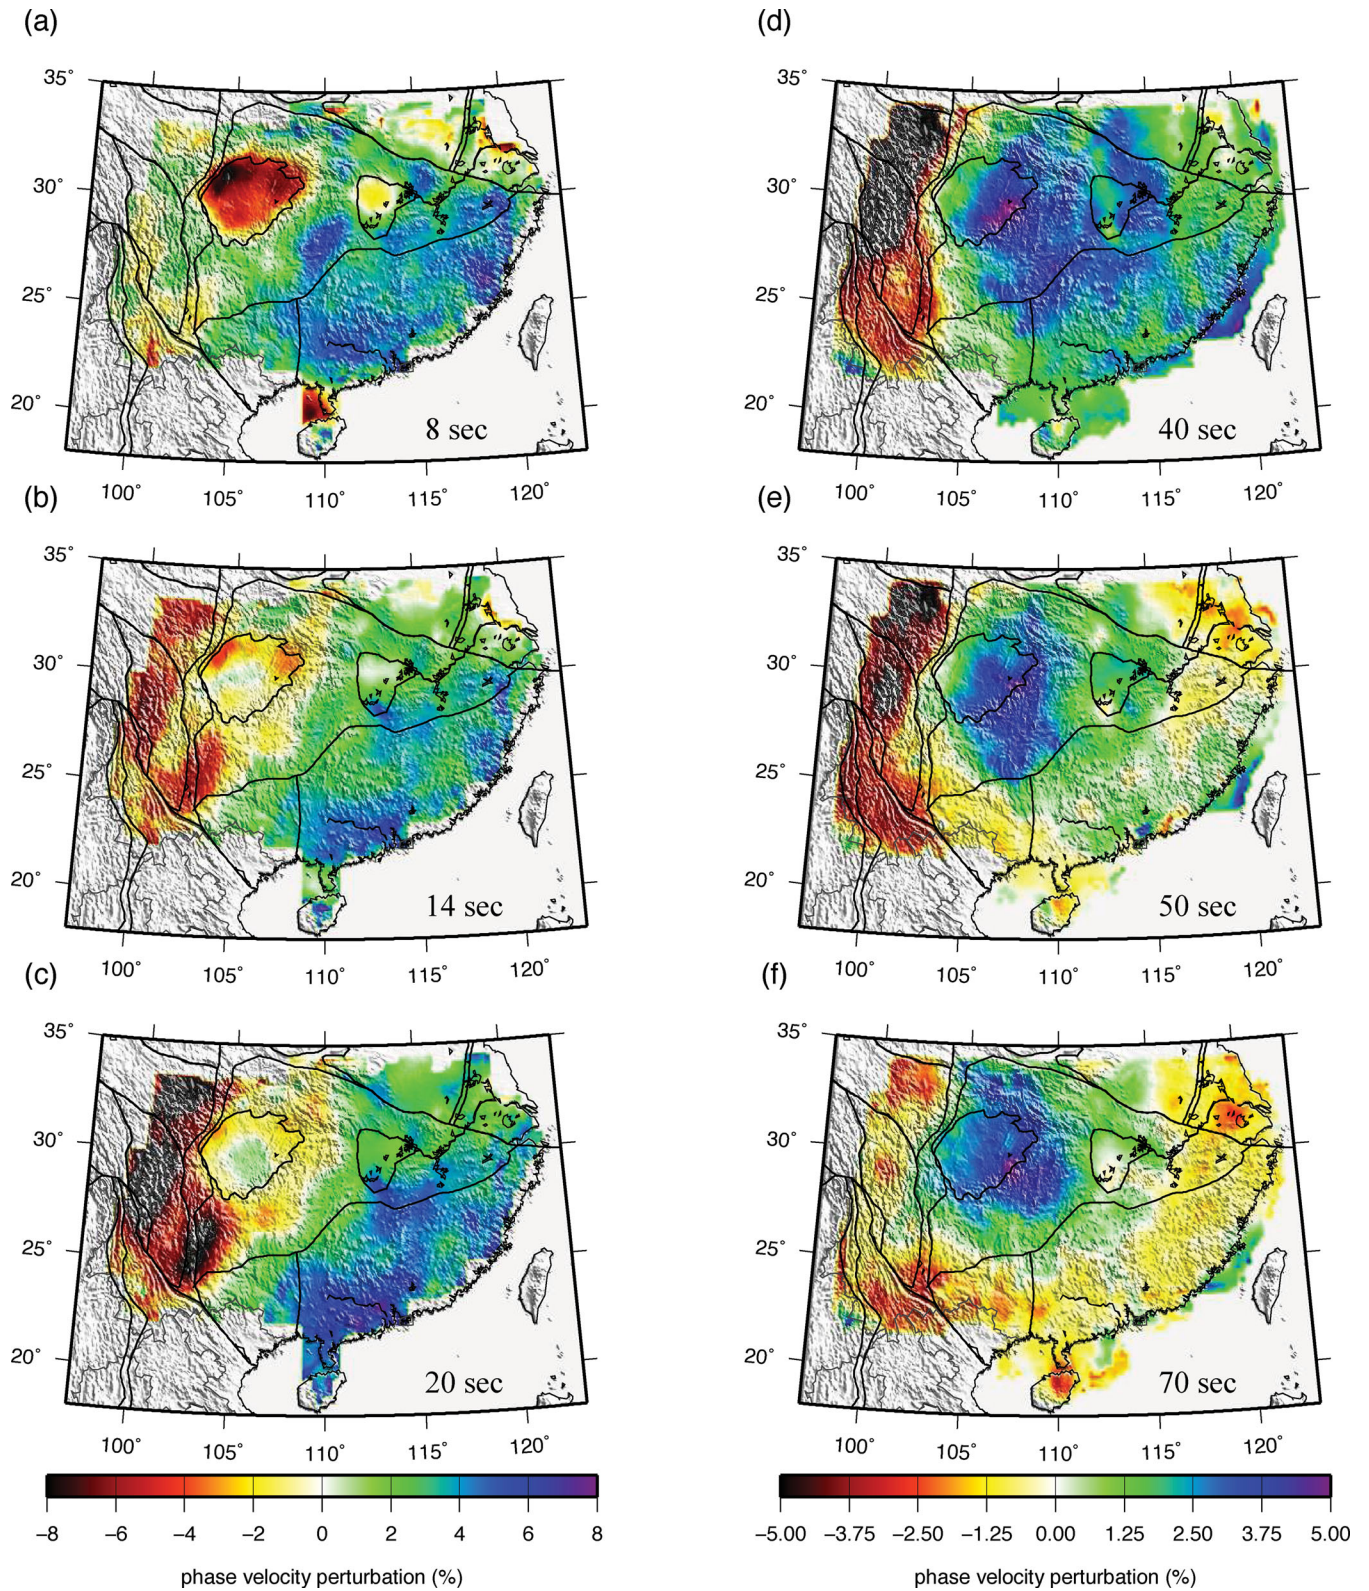 (a)
35°
30°
25°
20°
8 sec
100° 105° 110° 115° 120°
(b)
35°
30°
25°
20°
14 sec
100° 105° 110° 115° 120°
(c)
35°
30°
25°
20°
20 sec
100° 105° 110° 115° 120°
−8 −6 −4 −2 0 2 4 6 8
phase velocity perturbation (%)
(d)
35°
30°
25°
20°
40 sec
100° 105° 110° 115° 120°
(e)
35°
30°
25°
20°
50 sec
100° 105° 110° 115° 120°
(f)
35°
30°
25°
20°
70 sec
100° 105° 110° 115° 120°
−5.00 −3.75 −2.50 −1.25 0.00 1.25 2.50 3.75 5.00
phase velocity perturbation (%)